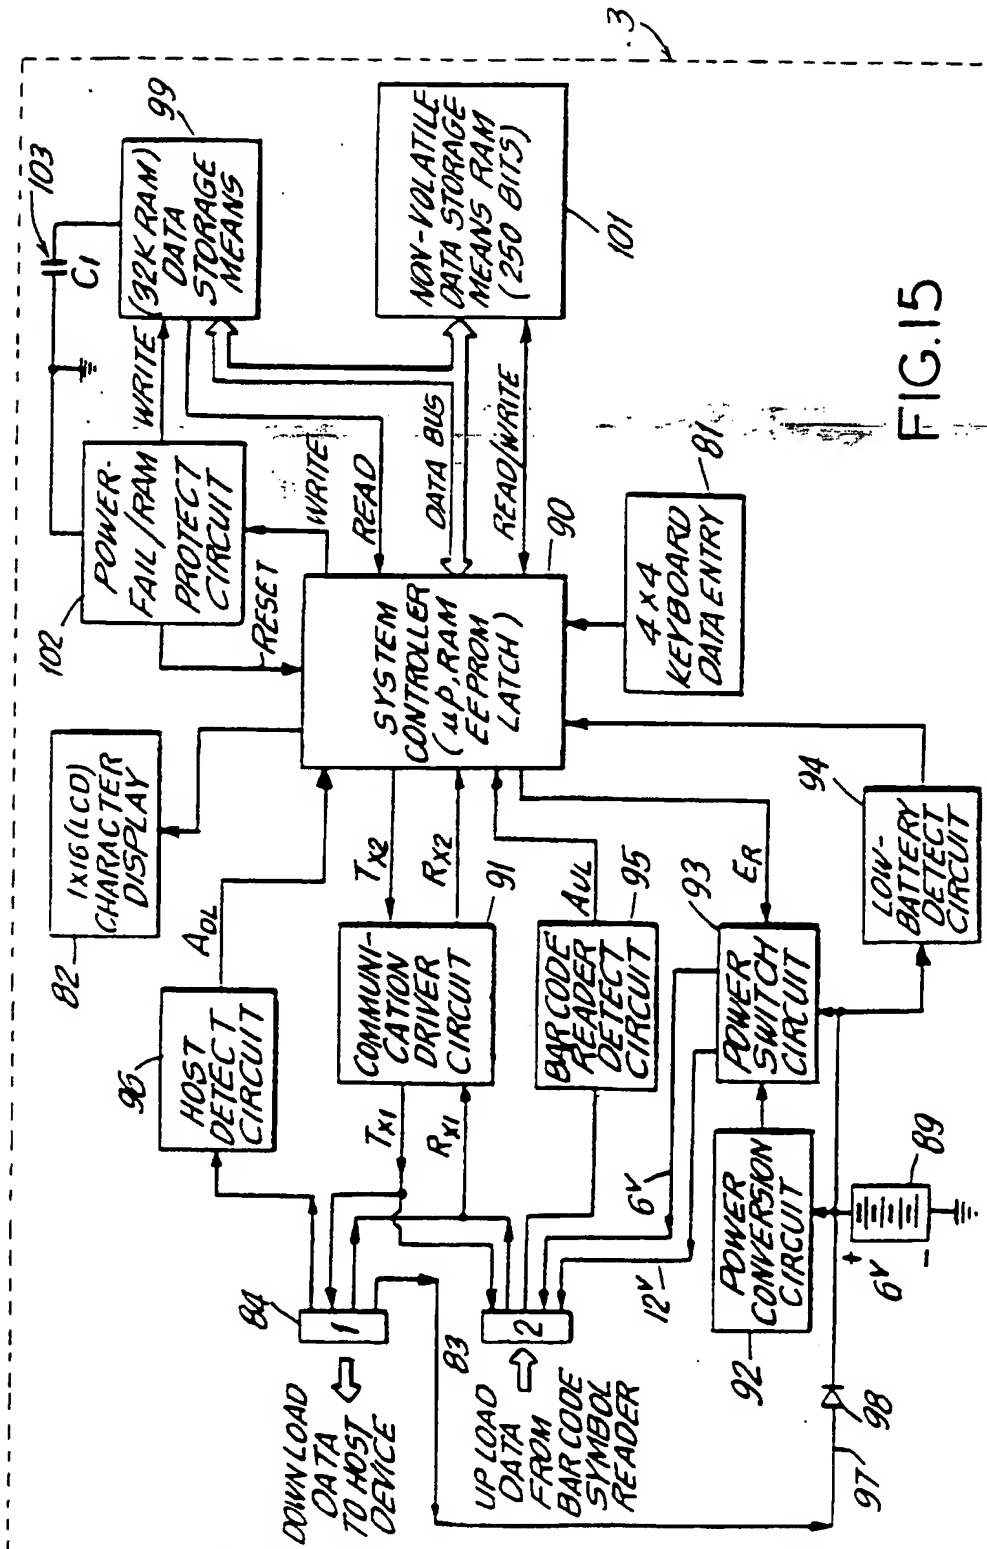 3
103
C1
99
(32K RAM)
DATA
STORAGE
MEANS
WRITE
POWER-
FAIL/RAM
PROTECT
CIRCUIT
102
RESET
WRITE
READ
DATA BUS
READ/WRITE
NON-VOLATILE
DATA STORAGE
MEANS RAM
(250 BITS)
101
1X16(LCD)
CHARACTER
DISPLAY
82
SYSTEM
CONTROLLER
(μP, RAM
EEPROM
LATCH)
90
4×4
KEYBOARD
DATA ENTRY
81
96
HOST
DETECT
CIRCUIT
ADL
TX2
RX2
COMMUNI-
CATION
DRIVER
CIRCUIT
91
TX1
RX1
BAR CODE
READER
DETECT
CIRCUIT
95
AUL
ER
93
POWER
SWITCH
CIRCUIT
94
LOW-
BATTERY
DETECT
CIRCUIT
6V
12V
POWER
CONVERSION
CIRCUIT
92
89
+
6V
-
84
1
83
2
DOWN LOAD
DATA
TO HOST
DEVICE
UP LOAD
DATA
FROM
BAR CODE
SYMBOL
READER
97
98
FIG.15